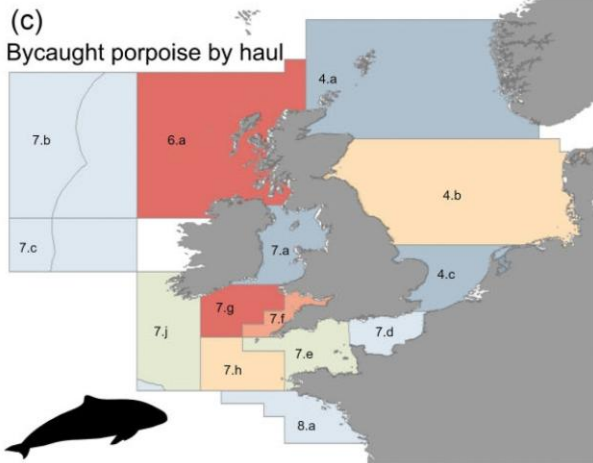 (c)
Bycaught porpoise by haul
4.a
7.b
6.a
4.b
7.c
7.a
4.c
7.g
7.f
7.d
7.j
7.e
7.h
8.a